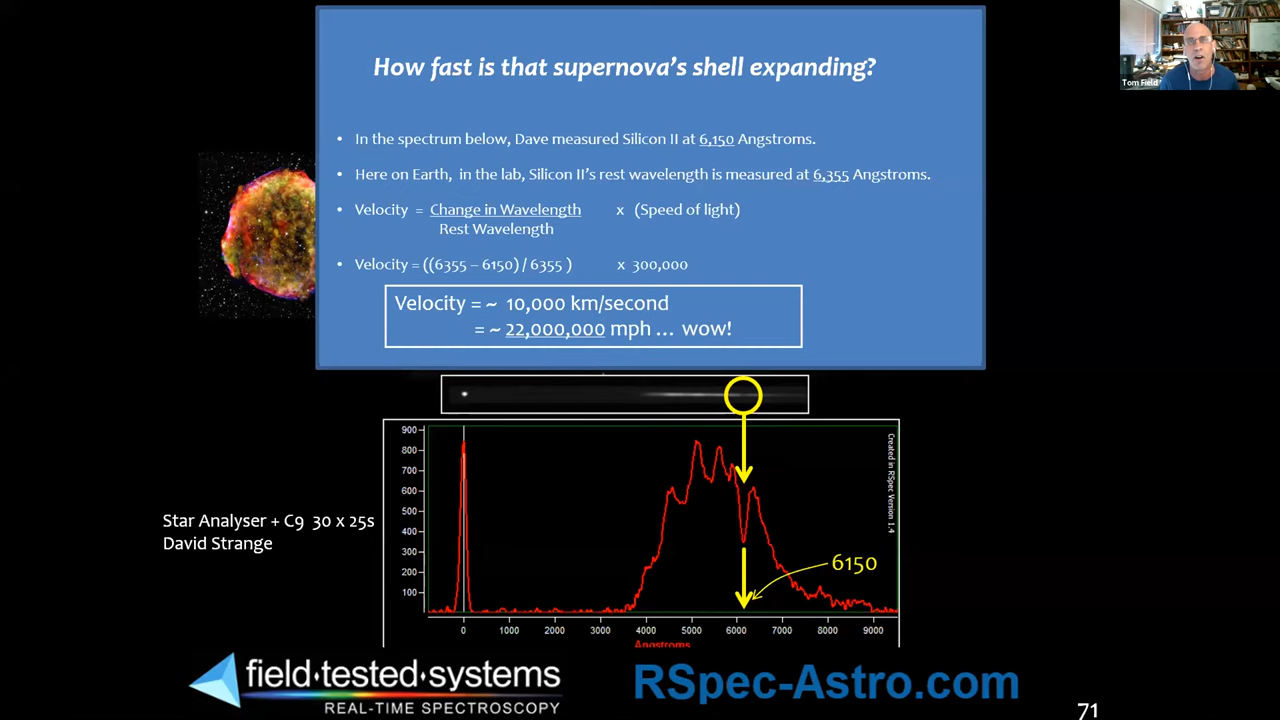 How fast is that supernova's shell expanding?
Tom Field
• In the spectrum below, Dave measured Silicon II at 6,150 Angstroms.
• Here on Earth, in the lab, Silicon II's rest wavelength is measured at 6,355 Angstroms.
• Velocity = Change in Wavelength x (Speed of light)
Rest Wavelength
• Velocity = ((6355 – 6150) / 6355 ) x 300,000
Velocity = ~ 10,000 km/second
= ~ 22,000,000 mph ... wow!
900
800
700
600
500
400
300
200
100
0 1000 2000 3000 4000 5000 6000 7000 8000 9000
Angstroms
Created in RSpec Version 1.4
6150
Star Analyser + C9 30 x 25s
David Strange
field·tested·systems
REAL-TIME SPECTROSCOPY
RSpec-Astro.com
71